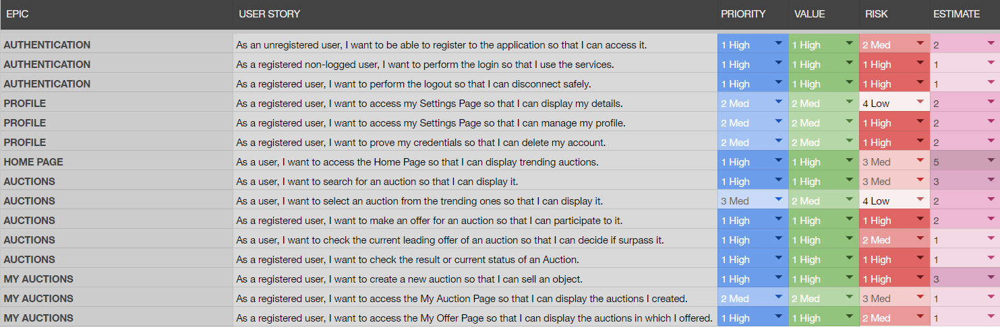 EPIC USER STORY PRIORITY VALUE RISK ESTIMATE
AUTHENTICATION As an unregistered user, I want to be able to register to the application so that I can access it. 1 High 1 High 2 Med 2
AUTHENTICATION As a registered non-logged user, I want to perform the login so that I use the services. 1 High 1 High 1 High 1
AUTHENTICATION As a registered user, I want to perform the logout so that I can disconnect safely. 1 High 1 High 1 High 1
PROFILE As a registered user, I want to access my Settings Page so that I can display my details. 2 Med 2 Med 4 Low 2
PROFILE As a registered user, I want to access my Settings Page so that I can manage my profile. 2 Med 2 Med 1 High 2
PROFILE As a registered user, I want to prove my credentials so that I can delete my account. 2 Med 2 Med 1 High 2
HOME PAGE As a user, I want to access the Home Page so that I can display trending auctions. 1 High 1 High 3 Med 5
AUCTIONS As a user, I want to search for an auction so that I can display it. 1 High 1 High 3 Med 3
AUCTIONS As a user, I want to select an auction from the trending ones so that I can display it. 3 Med 2 Med 4 Low 2
AUCTIONS As a registered user, I want to make an offer for an auction so that I can participate to it. 1 High 1 High 1 High 2
AUCTIONS As a user, I want to check the current leading offer of an auction so that I can decide if surpass it. 1 High 1 High 2 Med 1
AUCTIONS As a registered user, I want to check the result or current status of an Auction. 1 High 1 High 1 High 1
MY AUCTIONS As a registered user, I want to create a new auction so that I can sell an object. 1 High 1 High 1 High 3
MY AUCTIONS As a registered user, I want to access the My Auction Page so that I can display the auctions I created. 2 Med 2 Med 3 Med 1
MY AUCTIONS As a registered user, I want to access the My Offer Page so that I can display the auctions in which I offered. 1 High 1 High 2 Med 1